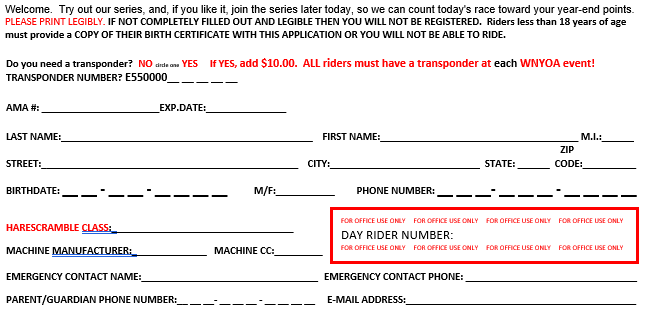 Welcome. Try out our series, and, if you like it, join the series later today, so we can count today's race toward your year-end points.
PLEASE PRINT LEGIBLY. IF NOT COMPLETELY FILLED OUT AND LEGIBLE THEN YOU WILL NOT BE REGISTERED. Riders less than 18 years of age
must provide a COPY OF THEIR BIRTH CERTIFICATE WITH THIS APPLICATION OR YOU WILL NOT BE ABLE TO RIDE.
Do you need a transponder? NO circle one YES If YES, add $10.00. ALL riders must have a transponder at each WNYOA event!
TRANSPONDER NUMBER? E550000__ __ __ __
AMA #: ______________________EXP.DATE:_______________
LAST NAME:______________________________ FIRST NAME:______________________________ M.I.:______
ZIP
STREET:______________________________ CITY:______________________ STATE: ______ CODE:__________
BIRTHDATE: __ __ - __ __ - __ __ __ __ M/F:___________ PHONE NUMBER: __ __ __ - __ __ __ - __ __ __ __
FOR OFFICE USE ONLY FOR OFFICE USE ONLY FOR OFFICE USE ONLY FOR OFFICE USE ONLY
HARESCRAMBLE CLASS:______________________________ DAY RIDER NUMBER:
FOR OFFICE USE ONLY FOR OFFICE USE ONLY FOR OFFICE USE ONLY FOR OFFICE USE ONLY
MACHINE MANUFACTURER:______________ MACHINE CC:_________
EMERGENCY CONTACT NAME:______________________________ EMERGENCY CONTACT PHONE: ______________________________
PARENT/GUARDIAN PHONE NUMBER:__ __ __ - __ __ __ - __ __ __ __ E-MAIL ADDRESS:______________________________